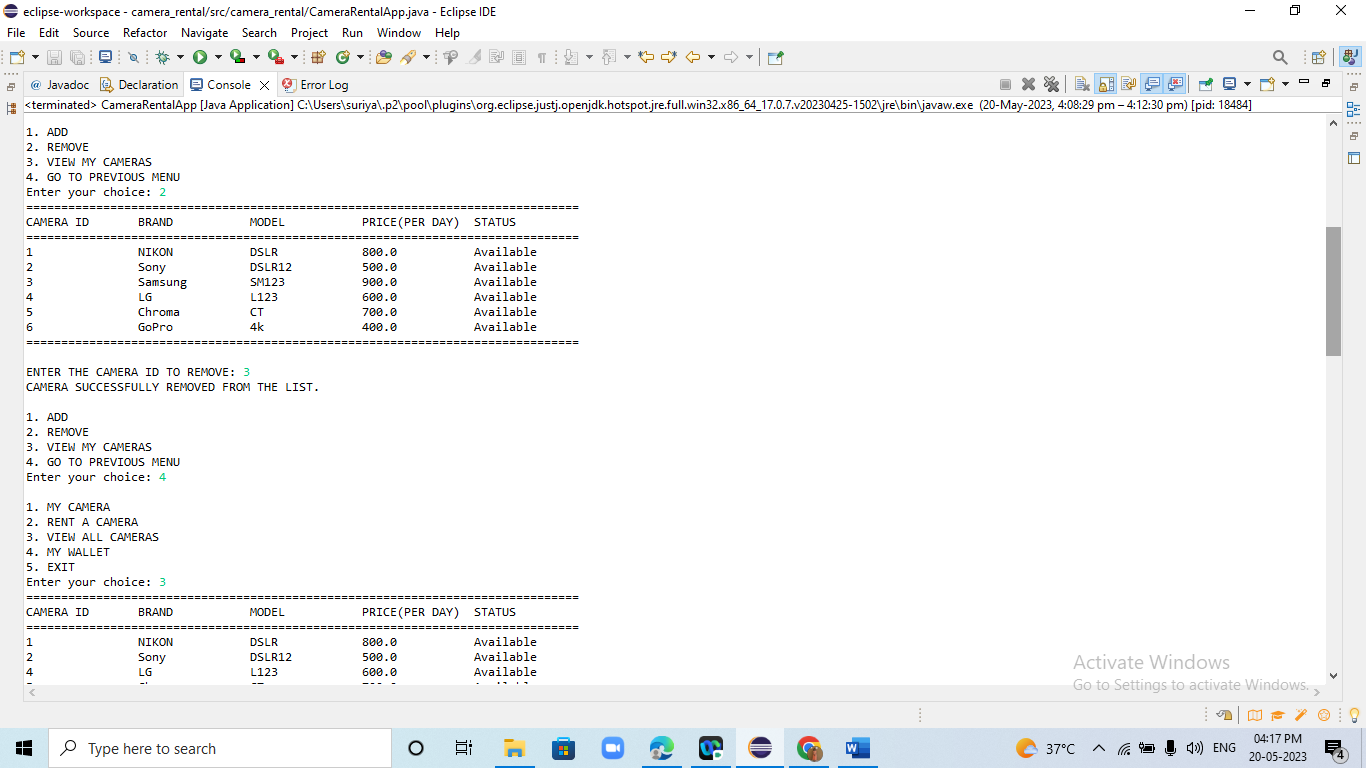 eclipse-workspace - camera_rental/src/camera_rental/CameraRentalApp.java - Eclipse IDE
File Edit Source Refactor Navigate Search Project Run Window Help
@ Javadoc Declaration Console Error Log
<terminated> CameraRentalApp [Java Application] C:\Users\suriya\.p2\pool\plugins\org.eclipse.justj.openjdk.hotspot.jre.full.win32.x86_64_17.0.7.v20230425-1502\jre\bin\javaw.exe (20-May-2023, 4:08:29 pm – 4:12:30 pm) [pid: 18484]
1. ADD
2. REMOVE
3. VIEW MY CAMERAS
4. GO TO PREVIOUS MENU
Enter your choice: 2
===============================================================================
CAMERA ID BRAND MODEL PRICE(PER DAY) STATUS
===============================================================================
1 NIKON DSLR 800.0 Available
2 Sony DSLR12 500.0 Available
3 Samsung SM123 900.0 Available
4 LG L123 600.0 Available
5 Chroma CT 700.0 Available
6 GoPro 4k 400.0 Available
===============================================================================
ENTER THE CAMERA ID TO REMOVE: 3
CAMERA SUCCESSFULLY REMOVED FROM THE LIST.
1. ADD
2. REMOVE
3. VIEW MY CAMERAS
4. GO TO PREVIOUS MENU
Enter your choice: 4
1. MY CAMERA
2. RENT A CAMERA
3. VIEW ALL CAMERAS
4. MY WALLET
5. EXIT
Enter your choice: 3
===============================================================================
CAMERA ID BRAND MODEL PRICE(PER DAY) STATUS
===============================================================================
1 NIKON DSLR 800.0 Available
2 Sony DSLR12 500.0 Available
4 LG L123 600.0 Available
Activate Windows
Go to Settings to activate Windows.
Type here to search
37°C
ENG
04:17 PM
20-05-2023
4